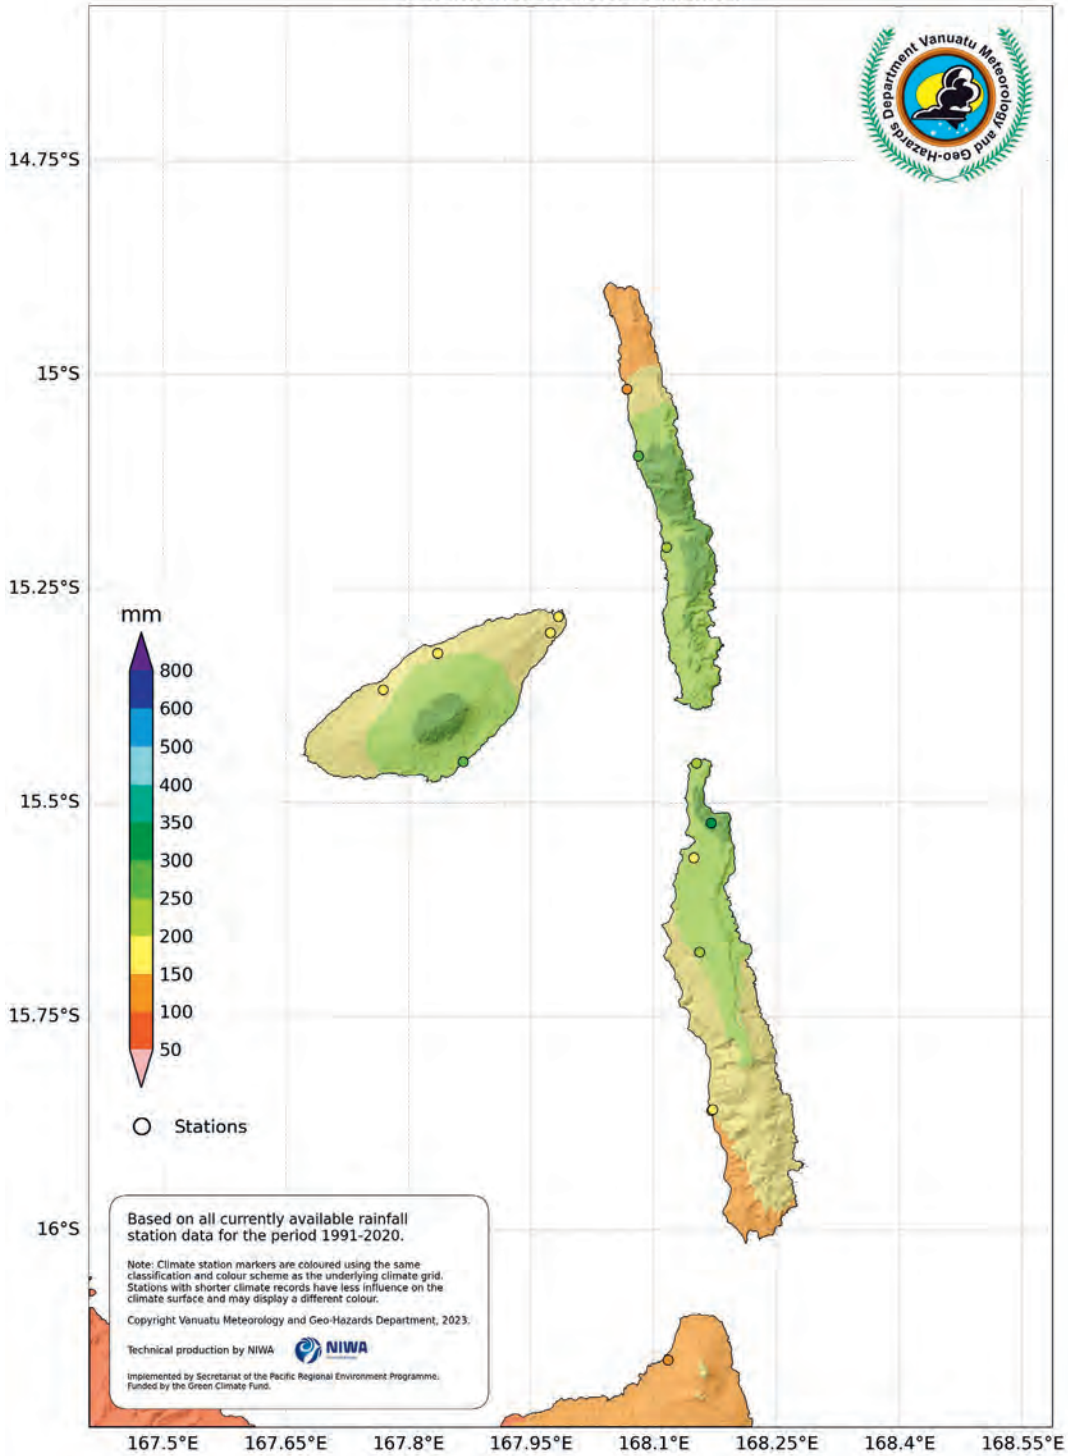 Vanuatu Meteorology and Geo-Hazards Department
14.75°S
15°S
15.25°S
15.5°S
15.75°S
16°S
mm
800
600
500
400
350
300
250
200
150
100
50
Stations
Based on all currently available rainfall
station data for the period 1991-2020.
Note: Climate station markers are coloured using the same
classification and colour scheme as the underlying climate grid.
Stations with shorter climate records have less influence on the
climate surface and may display a different colour.
Copyright Vanuatu Meteorology and Geo-Hazards Department, 2023.
Technical production by NIWA
NIWA
Implemented by Secretariat of the Pacific Regional Environment Programme.
Funded by the Green Climate Fund.
167.5°E 167.65°E 167.8°E 167.95°E 168.1°E 168.25°E 168.4°E 168.55°E